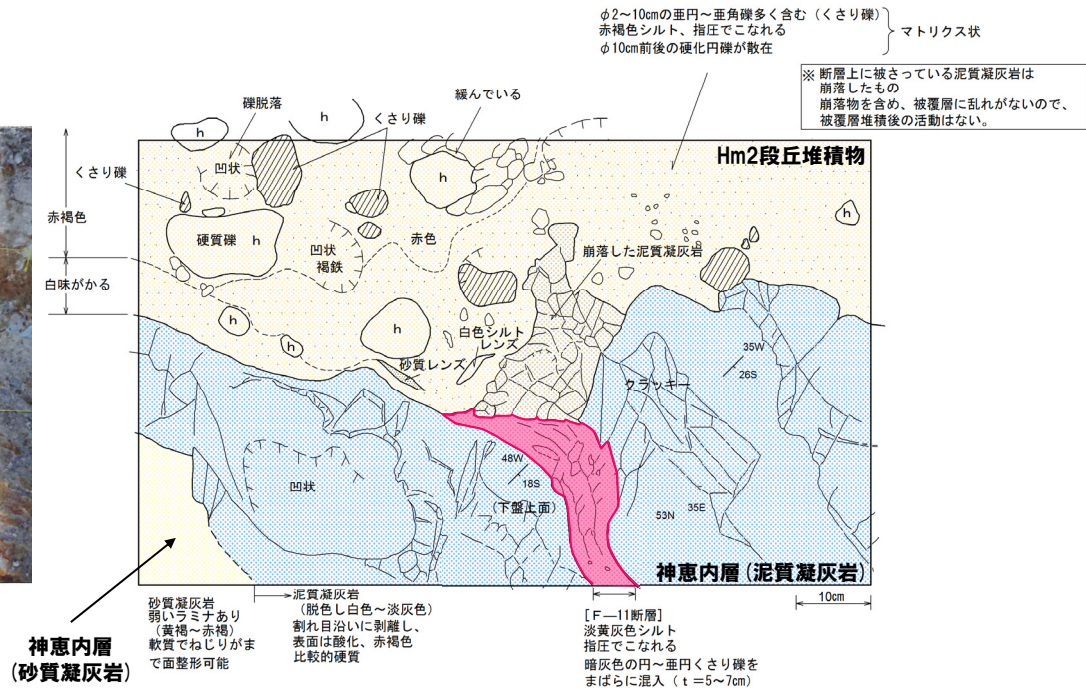 φ2～10cmの亜円～亜角礫多く含む（くさり礫）
赤褐色シルト、指圧でこなれる
φ10cm前後の硬化円礫が散在
マトリクス状
※ 断層上に被さっている泥質凝灰岩は
崩落したもの
崩落物を含め、被覆層に乱れがないので、
被覆層堆積後の活動はない。
礫脱落
くさり礫
緩んでいる
h
h
Hm2段丘堆積物
くさり礫
凹状
h
h
赤褐色
硬質礫 h
凹状
褐鉄
赤色
崩落した泥質凝灰岩
白味がかる
h
h
h
白色シルト
レンズ
砂質レンズ
35W
26S
クラッキー
48W
18S
(下盤上面)
凹状
53N
35E
神恵内層(泥質凝灰岩)
10cm
砂質凝灰岩
弱いラミナあり
（黄褐～赤褐）
軟質でねじりがま
で面整形可能
泥質凝灰岩
（脱色し白色～淡灰色）
割れ目沿いに剥離し、
表面は酸化、赤褐色
比較的硬質
[Ｆ―11断層]
淡黄灰色シルト
指圧でこなれる
暗灰色の円～亜円くさり礫を
まばらに混入（ｔ＝5～7cm）
神恵内層
(砂質凝灰岩)